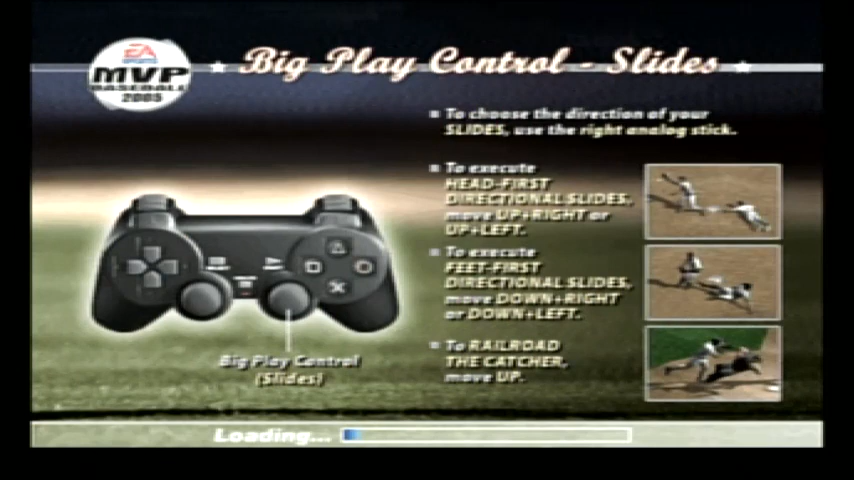 EA
SPORTS
MVP
BASEBALL
2005
Big Play Control - Slides
To choose the direction of your
SLIDES, use the right analog stick.
To execute
HEAD-FIRST
DIRECTIONAL SLIDES,
move UP+RIGHT or
UP+LEFT.
To execute
FEET-FIRST
DIRECTIONAL SLIDES,
move DOWN+RIGHT
or DOWN+LEFT.
To RAILROAD
THE CATCHER,
move UP.
Big Play Control
(Slides)
Loading...